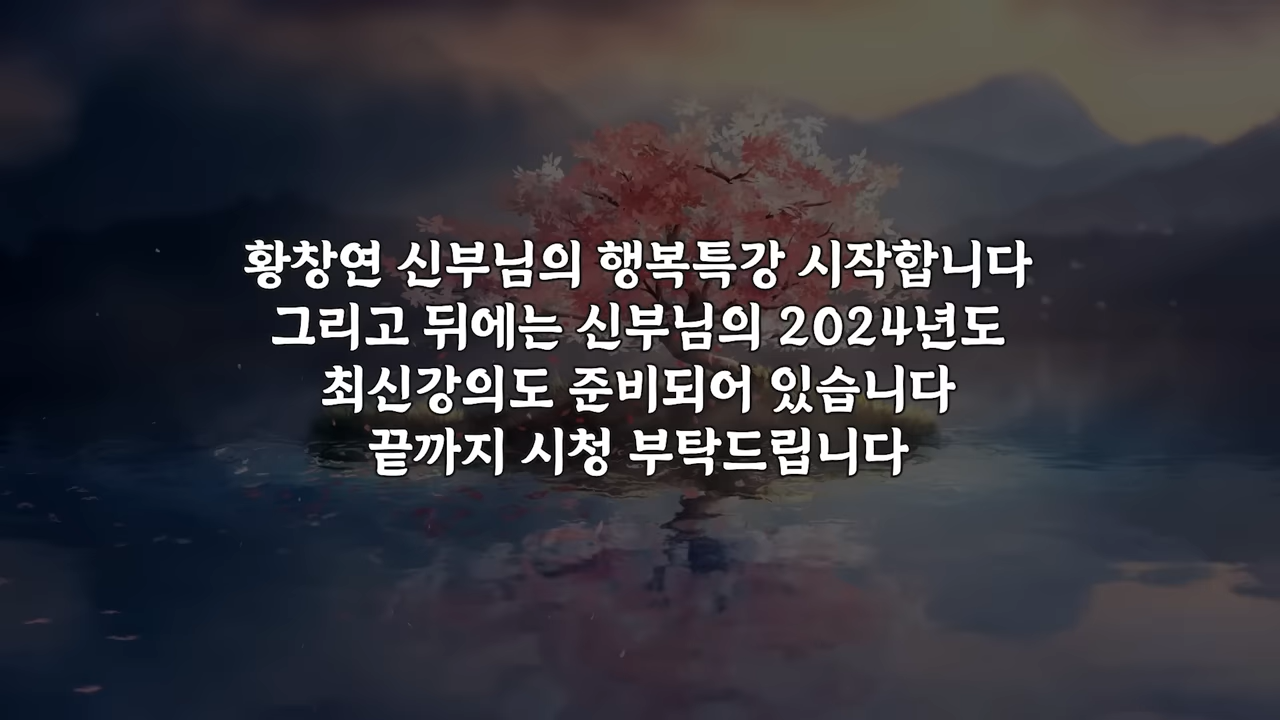 황창연 신부님의 행복특강 시작합니다
그리고 뒤에는 신부님의 2024년도
최신강의도 준비되어 있습니다
끝까지 시청 부탁드립니다